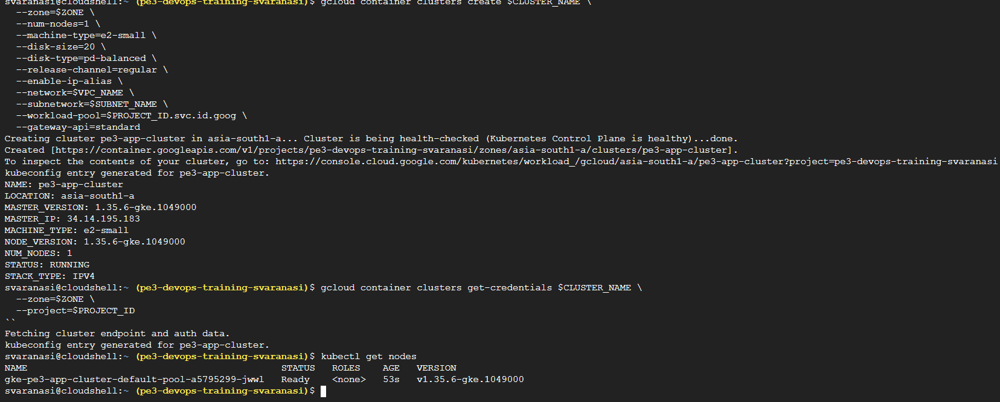 svaranasi@cloudshell:~ (pe3-devops-training-svaranasi)$ gcloud container clusters create $CLUSTER_NAME \
  --zone=$ZONE \
  --num-nodes=1 \
  --machine-type=e2-small \
  --disk-size=20 \
  --disk-type=pd-balanced \
  --release-channel=regular \
  --enable-ip-alias \
  --network=$VPC_NAME \
  --subnetwork=$SUBNET_NAME \
  --workload-pool=$PROJECT_ID.svc.id.goog \
  --gateway-api=standard
Creating cluster pe3-app-cluster in asia-south1-a... Cluster is being health-checked (Kubernetes Control Plane is healthy)...done.
Created [https://container.googleapis.com/v1/projects/pe3-devops-training-svaranasi/zones/asia-south1-a/clusters/pe3-app-cluster].
To inspect the contents of your cluster, go to: https://console.cloud.google.com/kubernetes/workload_/gcloud/asia-south1-a/pe3-app-cluster?project=pe3-devops-training-svaranasi
kubeconfig entry generated for pe3-app-cluster.
NAME: pe3-app-cluster
LOCATION: asia-south1-a
MASTER_VERSION: 1.35.6-gke.1049000
MASTER_IP: 34.14.195.183
MACHINE_TYPE: e2-small
NODE_VERSION: 1.35.6-gke.1049000
NUM_NODES: 1
STATUS: RUNNING
STACK_TYPE: IPV4
svaranasi@cloudshell:~ (pe3-devops-training-svaranasi)$ gcloud container clusters get-credentials $CLUSTER_NAME \
  --zone=$ZONE \
  --project=$PROJECT_ID
``
Fetching cluster endpoint and auth data.
kubeconfig entry generated for pe3-app-cluster.
svaranasi@cloudshell:~ (pe3-devops-training-svaranasi)$ kubectl get nodes
NAME                                             STATUS   ROLES    AGE   VERSION
gke-pe3-app-cluster-default-pool-a5795299-jwwl   Ready    <none>   53s   v1.35.6-gke.1049000
svaranasi@cloudshell:~ (pe3-devops-training-svaranasi)$